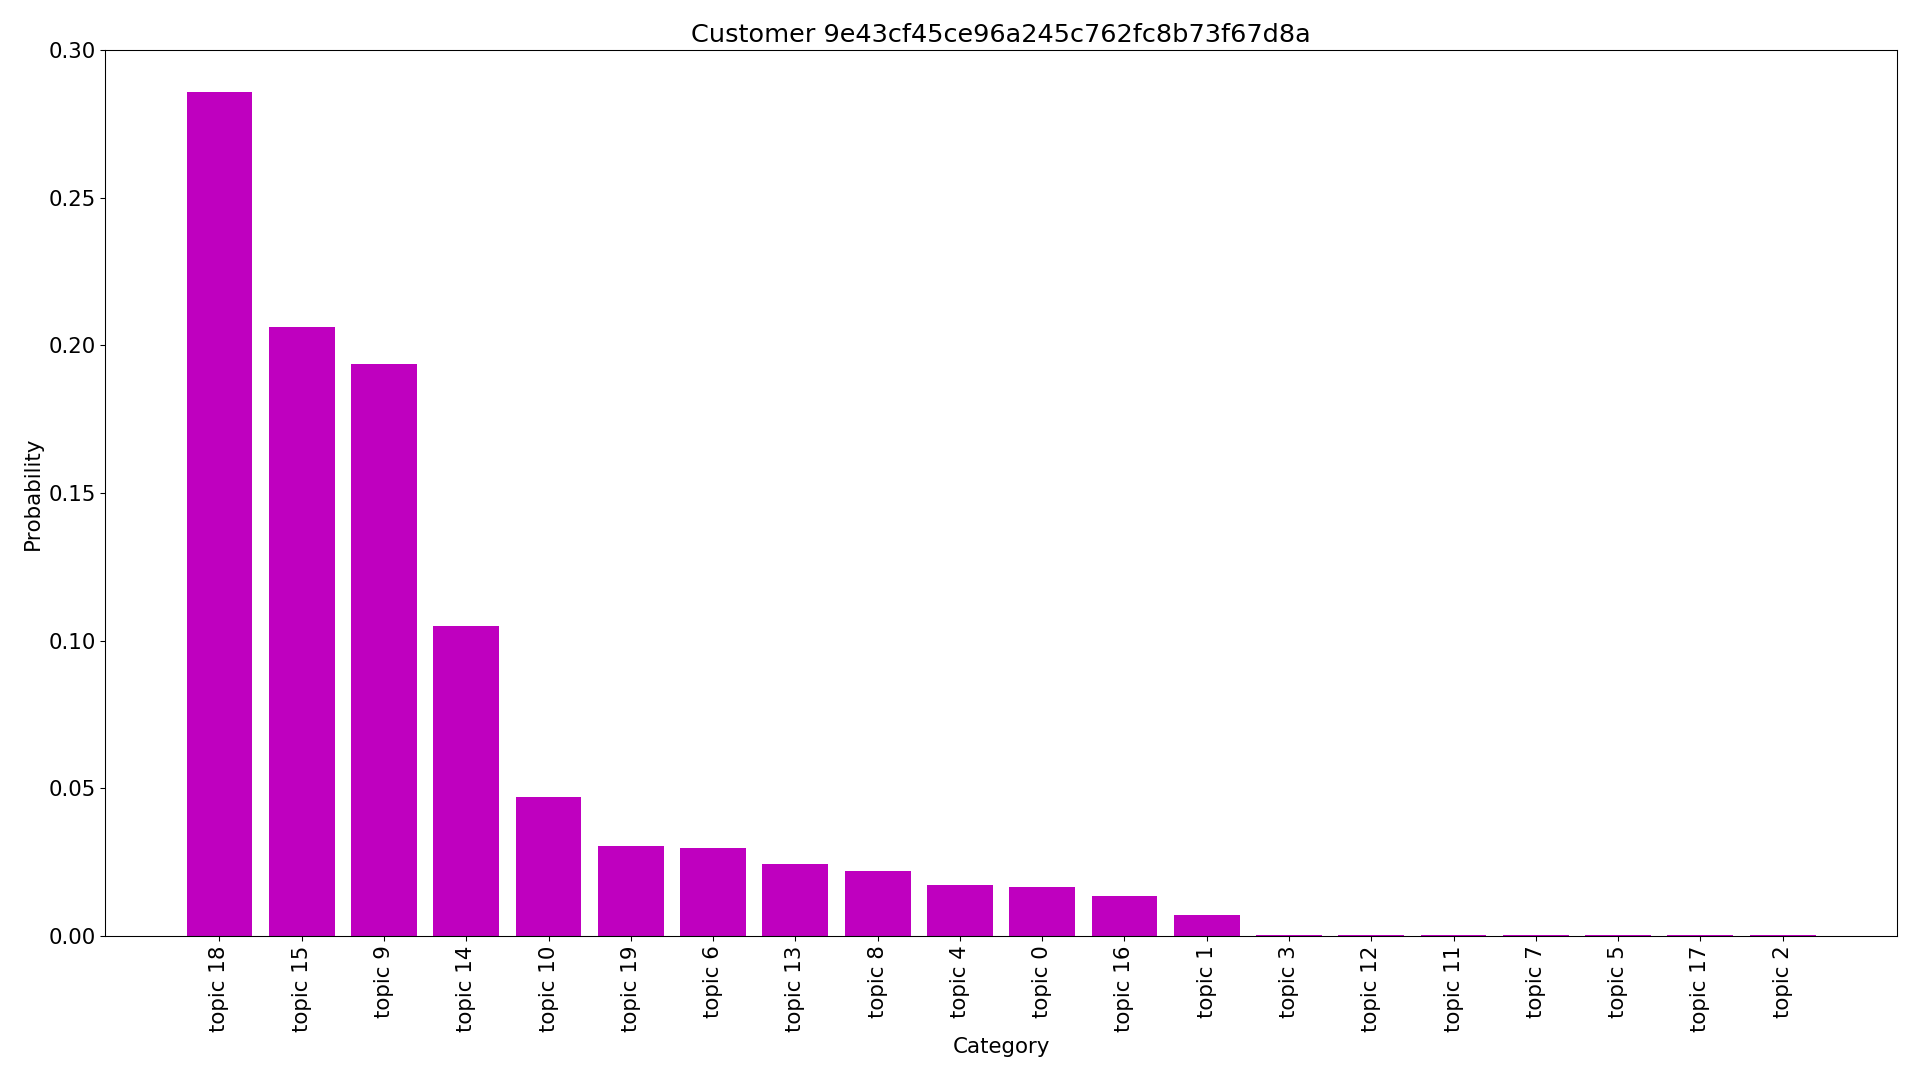 Customer 9e43cf45ce96a245c762fc8b73f67d8a
0.30
0.25
0.20
0.15
0.10
0.05
0.00
Probability
topic 18
topic 15
topic 9
topic 14
topic 10
topic 19
topic 6
topic 13
topic 8
topic 4
topic 0
topic 16
topic 1
topic 3
topic 12
topic 11
topic 7
topic 5
topic 17
topic 2
Category